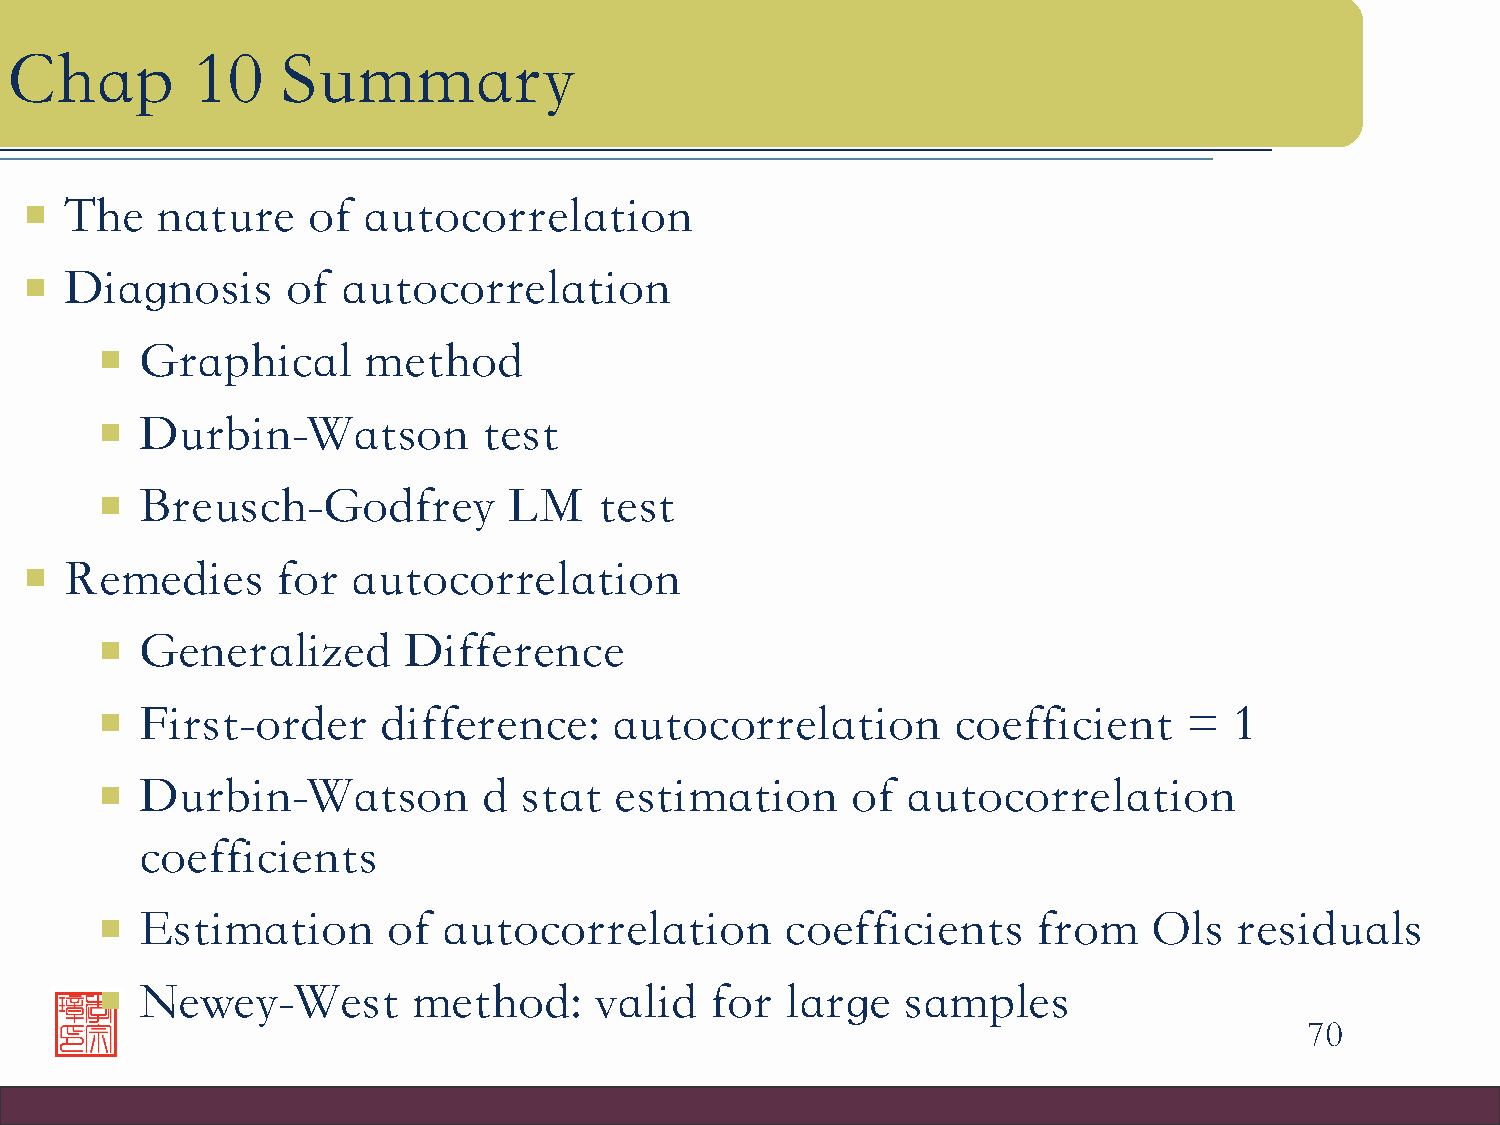 Chap 10 Summary
The nature of autocorrelation
Diagnosis of autocorrelation
Graphical method
Durbin-Watson test
Breusch-Godfrey LM test
Remedies for autocorrelation
Generalized Difference
First-order difference: autocorrelation coefficient = 1
Durbin-Watson d stat estimation of autocorrelation
coefficients
Estimation of autocorrelation coefficients from Ols residuals
Newey-West method: valid for large samples
70